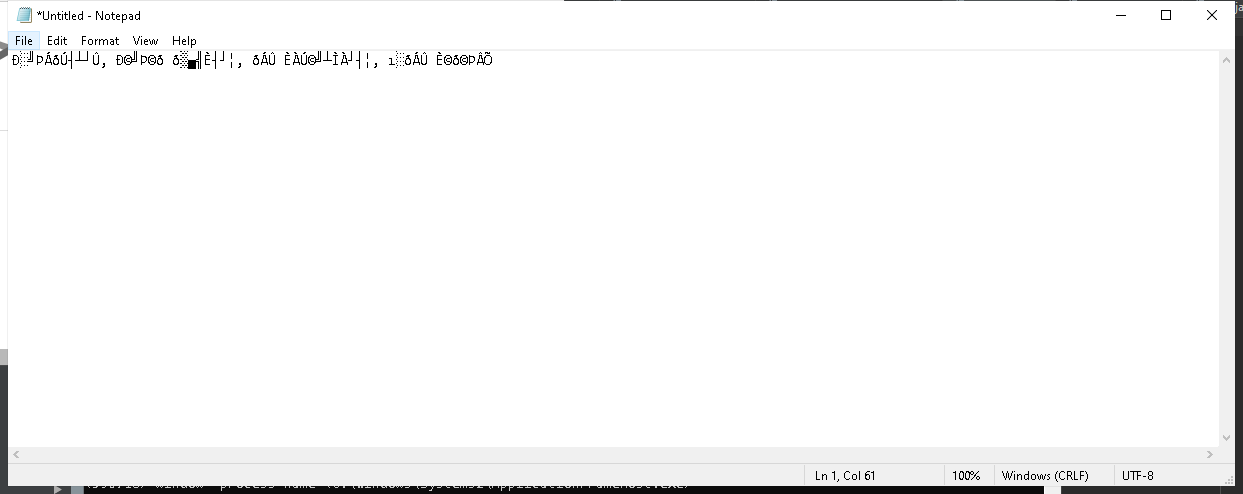 *Untitled - Notepad
File Edit Format View Help
Ð░╝ÞÁðÚ┤┴┘Û, Ð©╝Þ©ð ð▒▄╣È┤┘¦, ðÁÛ ÈÀÚ©╝┴ÌÀ┘┤¦, ı░ðÁÛ È©ð©ÞÂÕ
Ln 1, Col 61 100% Windows (CRLF) UTF-8